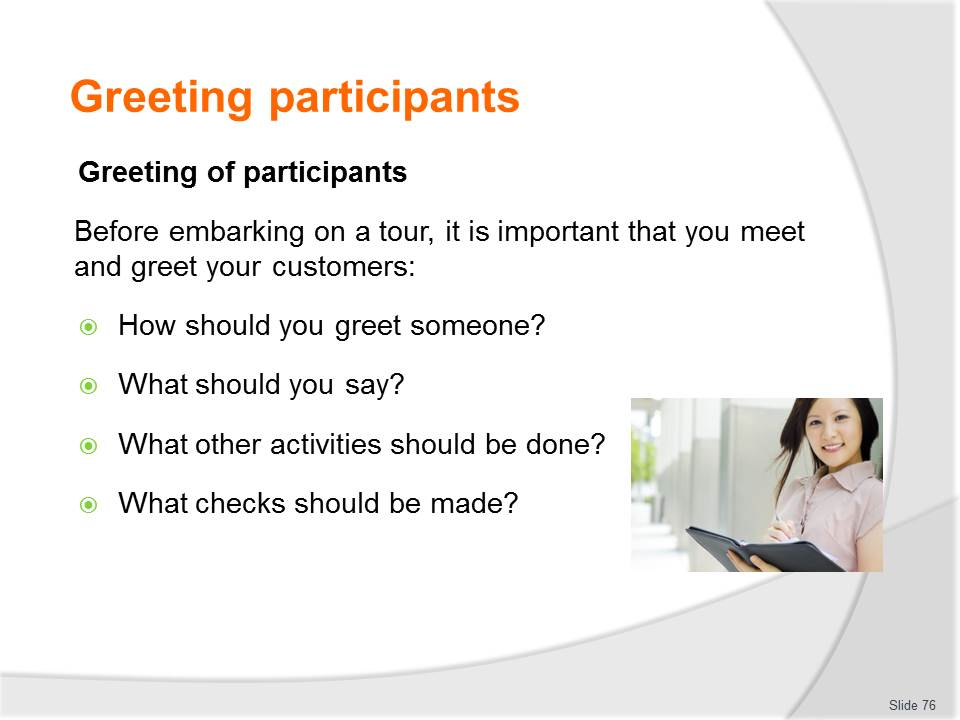 Greeting participants
Greeting of participants
Before embarking on a tour, it is important that you meet
and greet your customers:
How should you greet someone?
What should you say?
What other activities should be done?
What checks should be made?
Slide 76